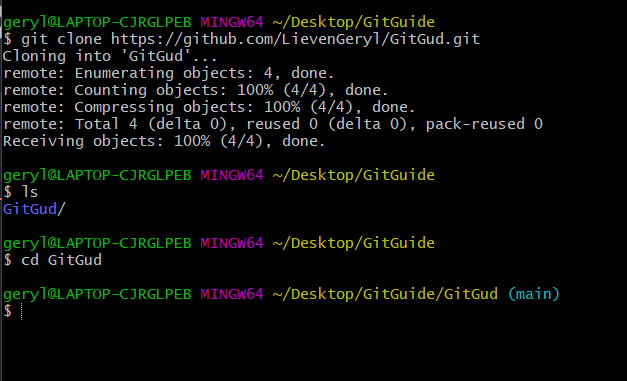 geryl@LAPTOP-CJRGLPEB MINGW64 ~/Desktop/GitGuide
$ git clone https://github.com/LievenGeryl/GitGud.git
Cloning into 'GitGud'...
remote: Enumerating objects: 4, done.
remote: Counting objects: 100% (4/4), done.
remote: Compressing objects: 100% (4/4), done.
remote: Total 4 (delta 0), reused 0 (delta 0), pack-reused 0
Receiving objects: 100% (4/4), done.
geryl@LAPTOP-CJRGLPEB MINGW64 ~/Desktop/GitGuide
$ ls
GitGud/
geryl@LAPTOP-CJRGLPEB MINGW64 ~/Desktop/GitGuide
$ cd GitGud
geryl@LAPTOP-CJRGLPEB MINGW64 ~/Desktop/GitGuide/GitGud (main)
$